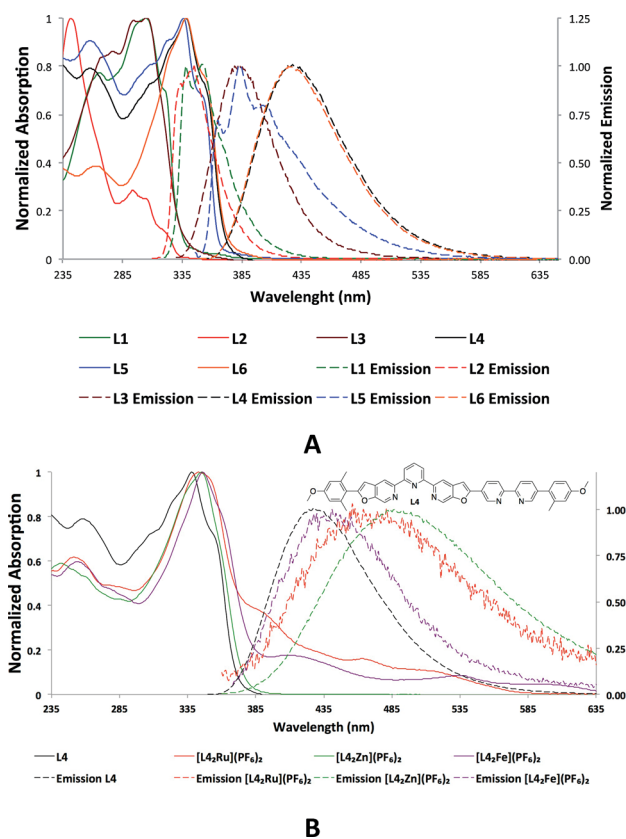 1
0.8
0.6
0.4
0.2
0
Normalized Absorption
1.25
1.00
0.75
0.50
0.25
0.00
Normalized Emission
235 285 335 385 435 485 535 585 635
Wavelenght (nm)
L1 L2 L3 L4
L5 L6 L1 Emission L2 Emission
L3 Emission L4 Emission L5 Emission L6 Emission
A
1
0.8
0.6
0.4
0.2
0
Normalized Absorption
O N N N O N N O
L4
1.00
0.75
0.50
0.25
0.00
235 285 335 385 435 485 535 585 635
Wavelength (nm)
L4 [L4₂Ru](PF₆)₂ [L4₂Zn](PF₆)₂ [L4₂Fe](PF₆)₂
Emission L4 Emission [L4₂Ru](PF₆)₂ Emission [L4₂Zn](PF₆)₂ Emission [L4₂Fe](PF₆)₂
B